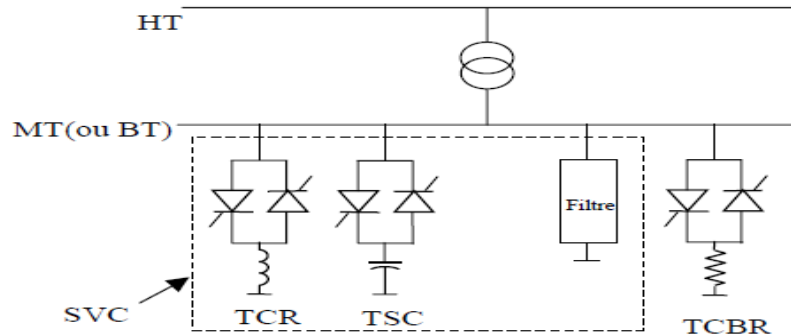 HT
MT(ou BT)
Filtre
SVC
TCR
TSC
TCBR